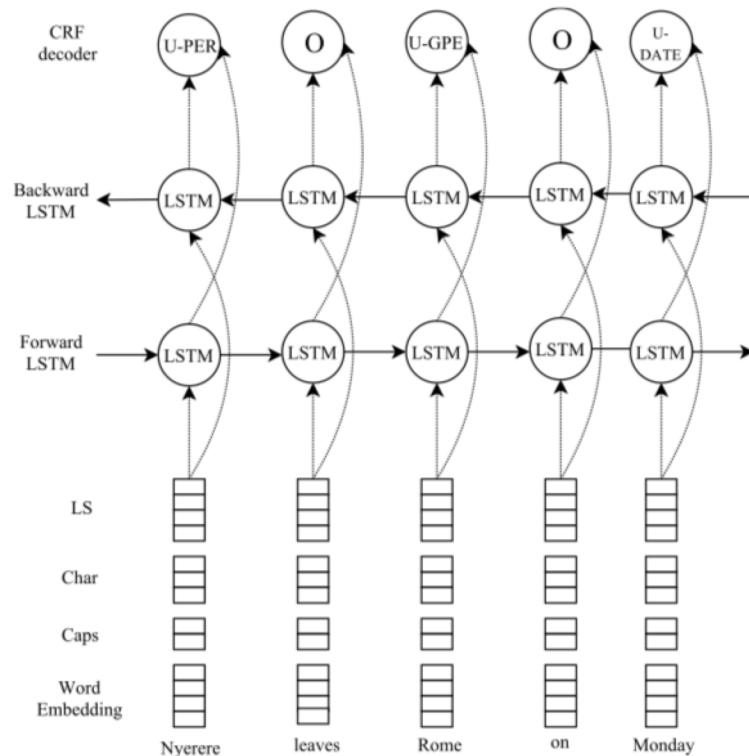 CRF
decoder
U-PER
O
U-GPE
O
U-
DATE
Backward
LSTM
LSTM
LSTM
LSTM
LSTM
LSTM
Forward
LSTM
LSTM
LSTM
LSTM
LSTM
LSTM
LS
Char
Caps
Word
Embedding
Nyerere leaves Rome on Monday